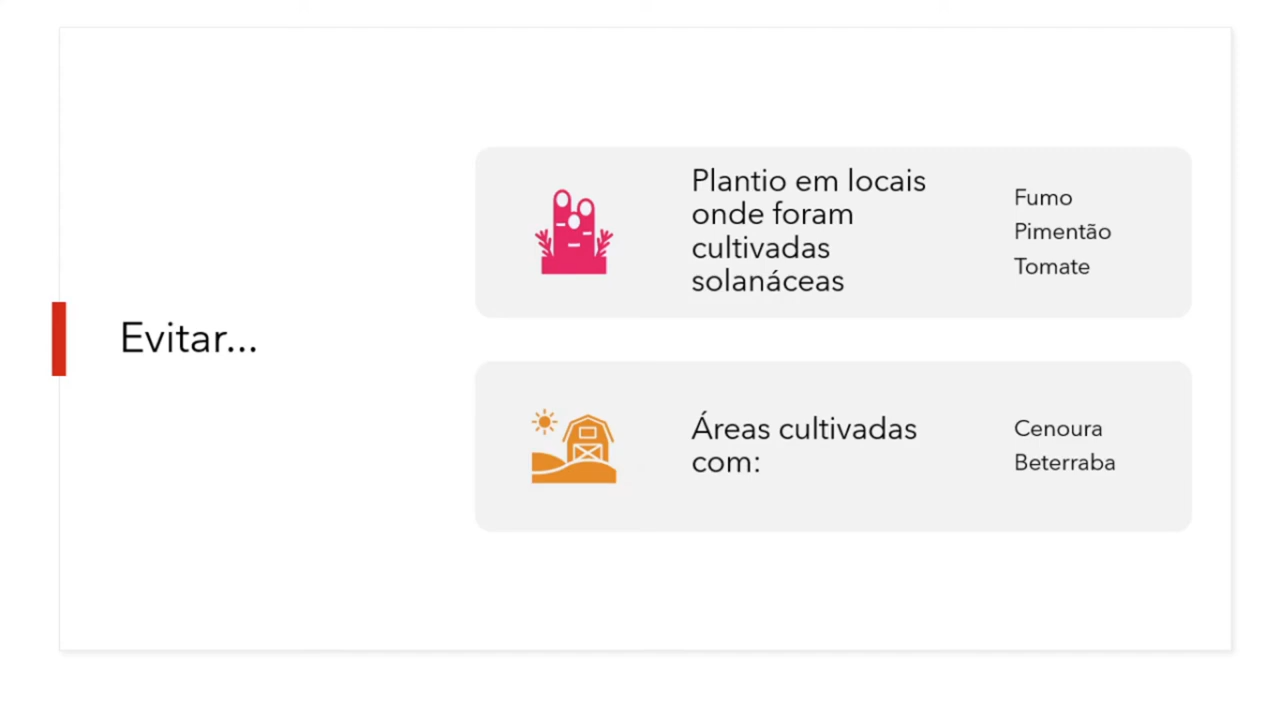 Evitar...
Plantio em locais
onde foram
cultivadas
solanáceas
Fumo
Pimentão
Tomate
Áreas cultivadas
com:
Cenoura
Beterraba